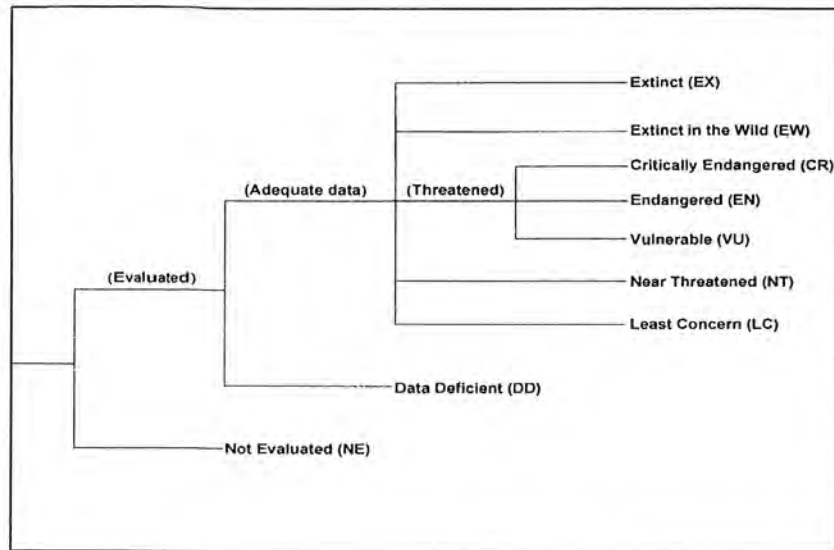 Extinct (EX)
Extinct in the Wild (EW)
Critically Endangered (CR)
(Adequate data)
(Threatened)
Endangered (EN)
Vulnerable (VU)
(Evaluated)
Near Threatened (NT)
Least Concern (LC)
Data Deficient (DD)
Not Evaluated (NE)